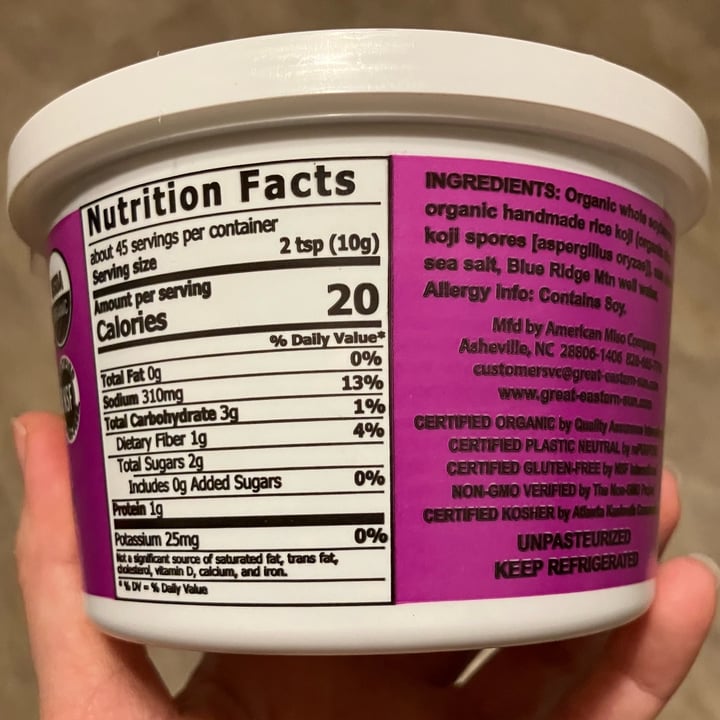 Nutrition Facts
about 45 servings per container
Serving size 2 tsp (10g)
Amount per serving
Calories 20
% Daily Value*
Total Fat 0g 0%
Sodium 310mg 13%
Total Carbohydrate 3g 1%
Dietary Fiber 1g 4%
Total Sugars 2g
Includes 0g Added Sugars 0%
Protein 1g
Potassium 25mg 0%
Not a significant source of saturated fat, trans fat,
cholesterol, vitamin D, calcium, and iron.
* % DV = % Daily Value
INGREDIENTS: Organic whole
organic handmade rice koji (organic
koji spores [aspergillus oryzae]),
sea salt, Blue Ridge Mtn well water.
Allergy Info: Contains Soy.
Mfd by American Miso Company
Asheville, NC 28806-1406
customersvc@great-eastern-sun.com
www.great-eastern-sun.com
CERTIFIED ORGANIC by Quality Assurance
CERTIFIED PLASTIC NEUTRAL by
CERTIFIED GLUTEN-FREE by NSF
NON-GMO VERIFIED by The Non-GMO Project
CERTIFIED KOSHER by Atlanta Kashruth
UNPASTEURIZED
KEEP REFRIGERATED